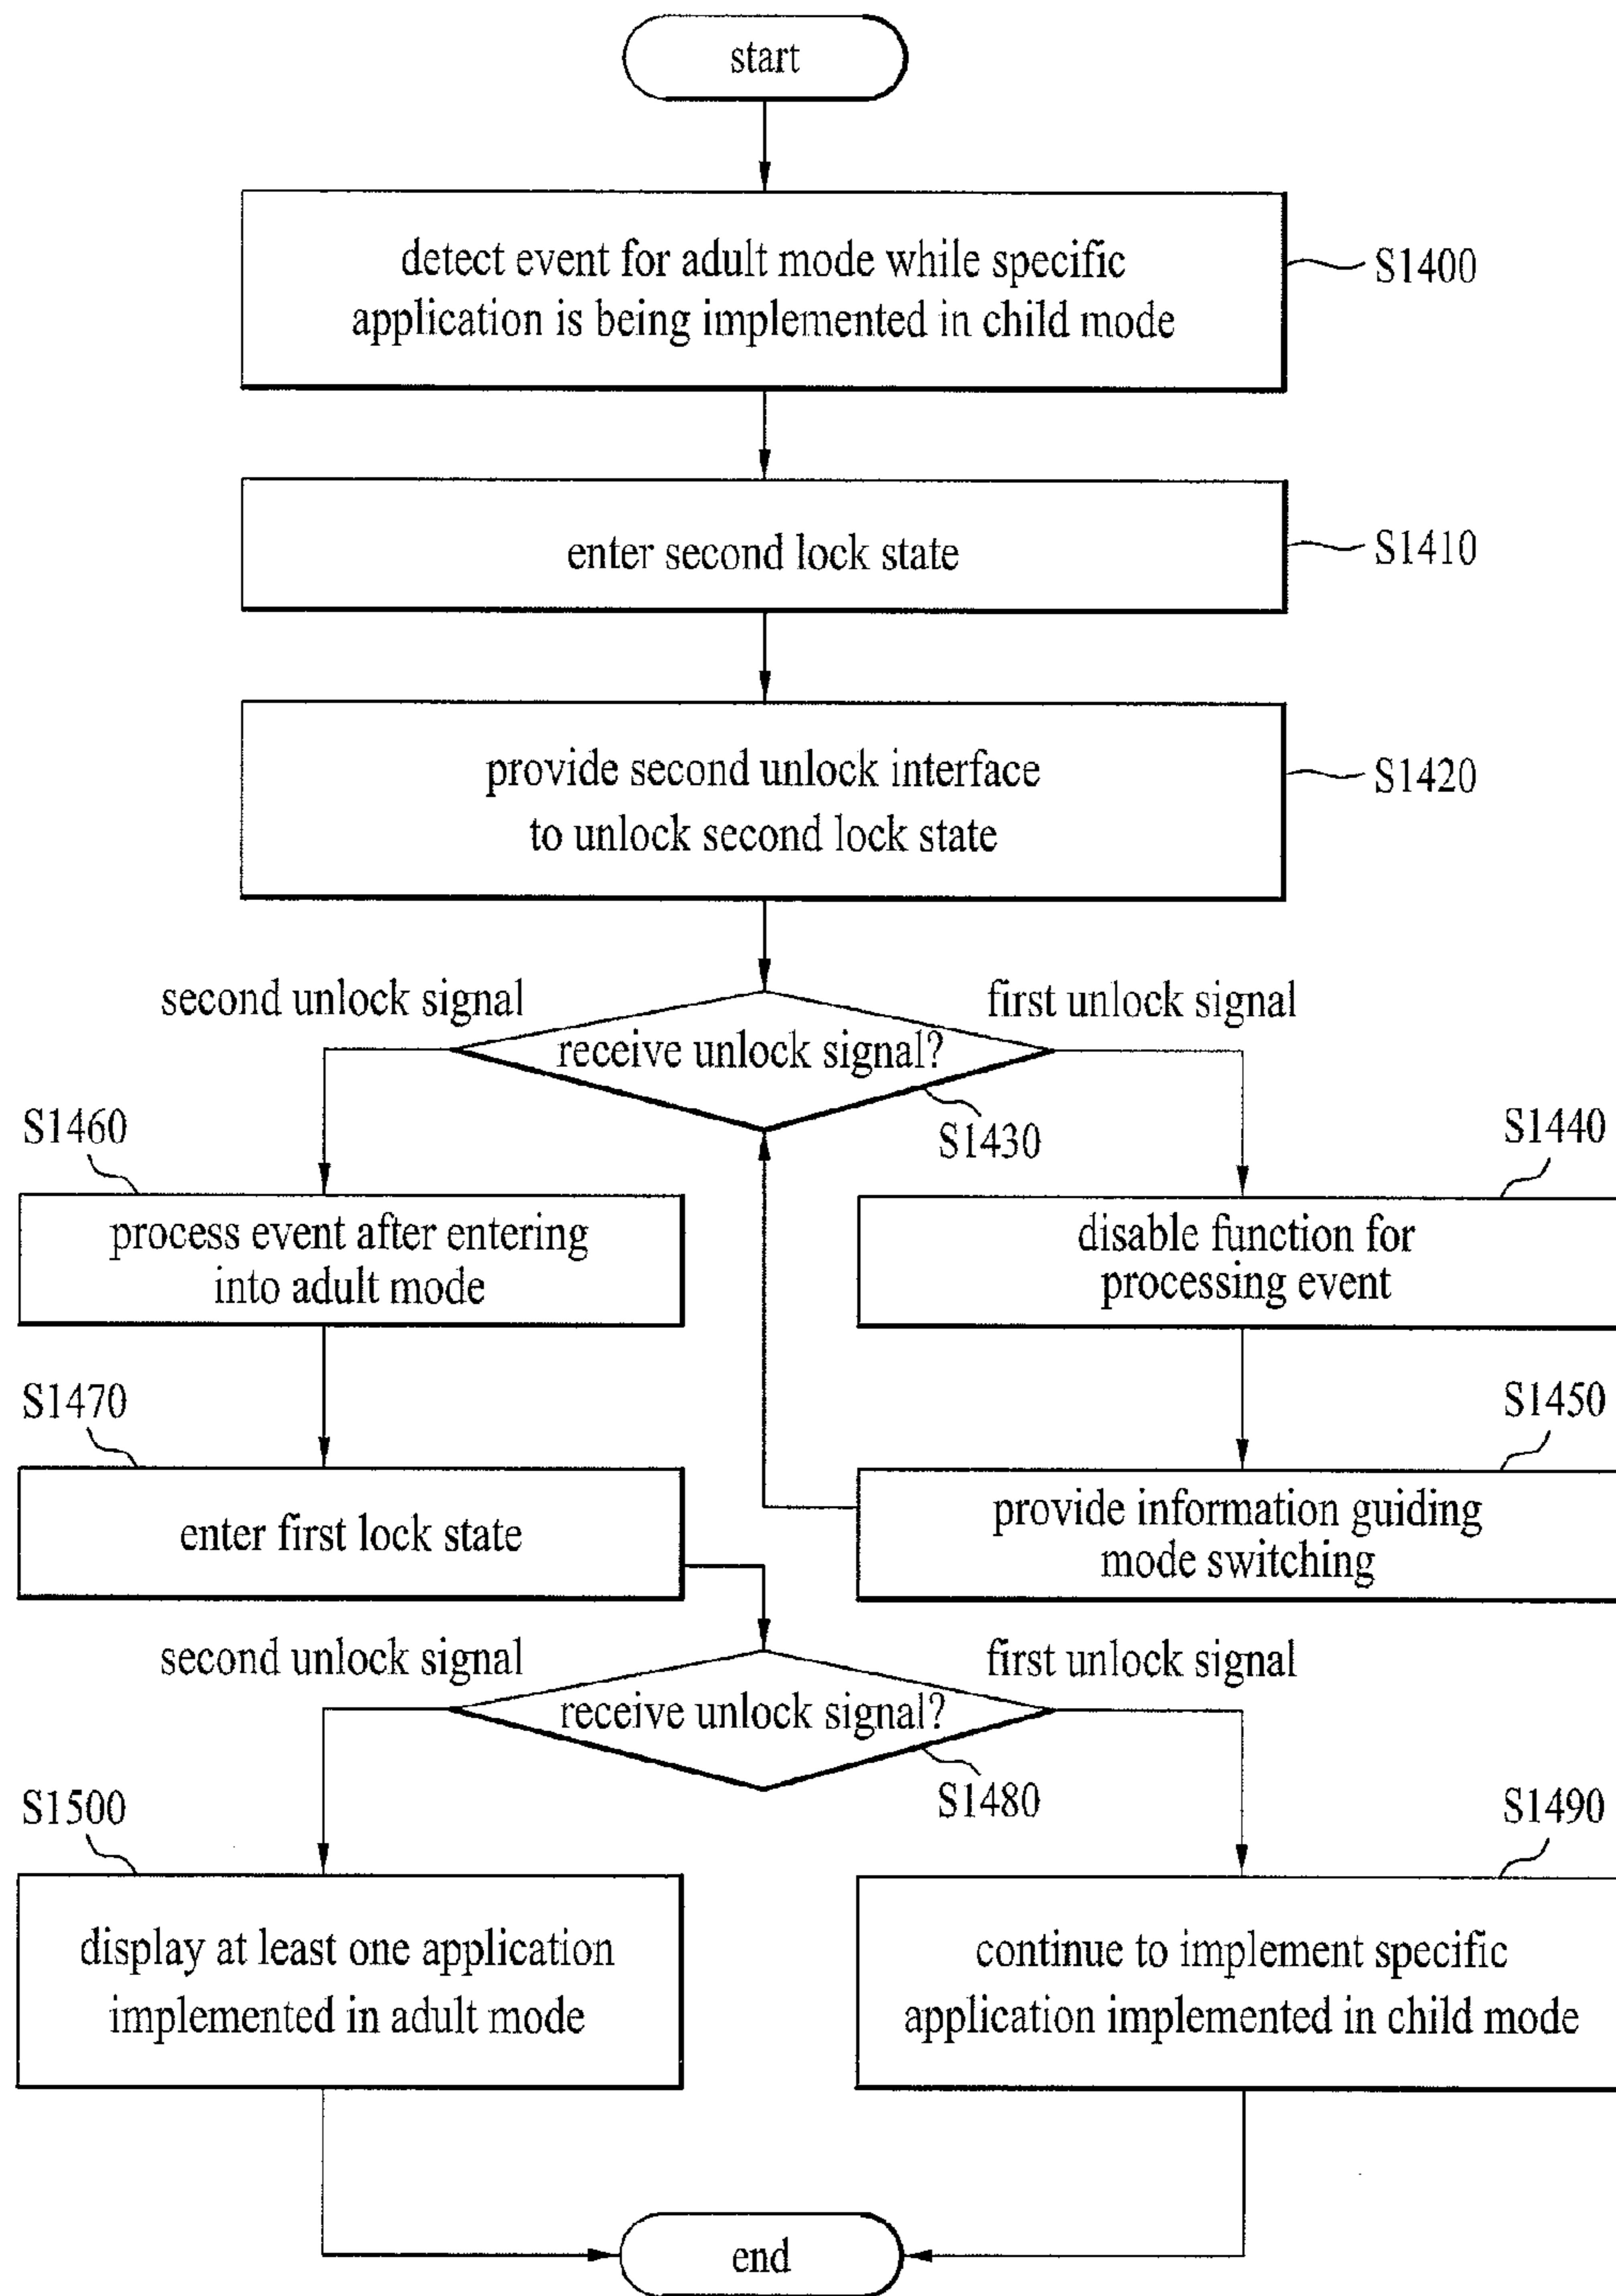 start
detect event for adult mode while specific
application is being implemented in child mode
S1400
enter second lock state
S1410
provide second unlock interface
to unlock second lock state
S1420
second unlock signal
first unlock signal
receive unlock signal?
S1430
S1460
S1440
process event after entering
into adult mode
disable function for
processing event
S1470
S1450
enter first lock state
provide information guiding
mode switching
second unlock signal
first unlock signal
receive unlock signal?
S1480
S1500
S1490
display at least one application
implemented in adult mode
continue to implement specific
application implemented in child mode
end